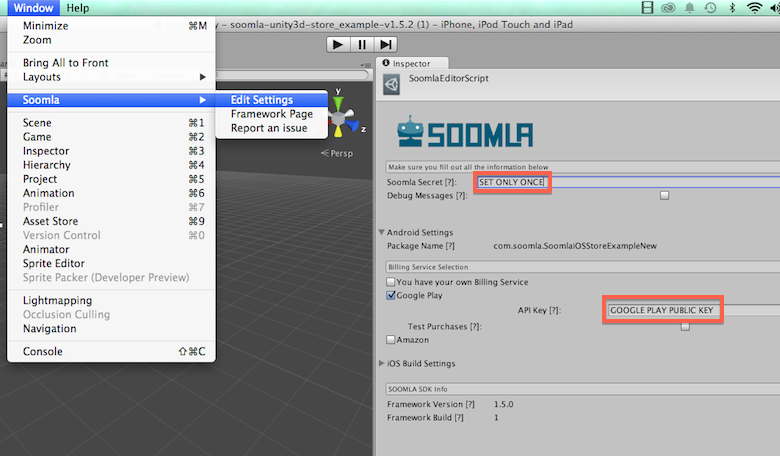 Window Help
y – soomla-unity3d-store_example-v1.5.2 (1) – iPhone, iPod Touch and iPad
Minimize ⌘M
Zoom
Bring All to Front
Layouts
Soomla
Edit Settings
Framework Page
Report an issue
Scene ⌘1
Game ⌘2
Inspector ⌘3
Hierarchy ⌘4
Project ⌘5
Animation ⌘6
Profiler ⌘7
Asset Store ⌘9
Version Control ⌘0
Animator
Sprite Editor
Sprite Packer (Developer Preview)
Lightmapping
Occlusion Culling
Navigation
Console ⇧⌘C
y
z
Persp
Inspector
SoomlaEditorScript
SOOMLA
Make sure you fill out all the information below
Soomla Secret [?]: SET ONLY ONCE
Debug Messages [?]:
Android Settings
Package Name [?] com.soomla.SoomlaiOSStoreExampleNew
Billing Service Selection
You have your own Billing Service
Google Play
API Key [?]: GOOGLE PLAY PUBLIC KEY
Test Purchases [?]:
Amazon
iOS Build Settings
SOOMLA SDK Info
Framework Version [?] 1.5.0
Framework Build [?] 1